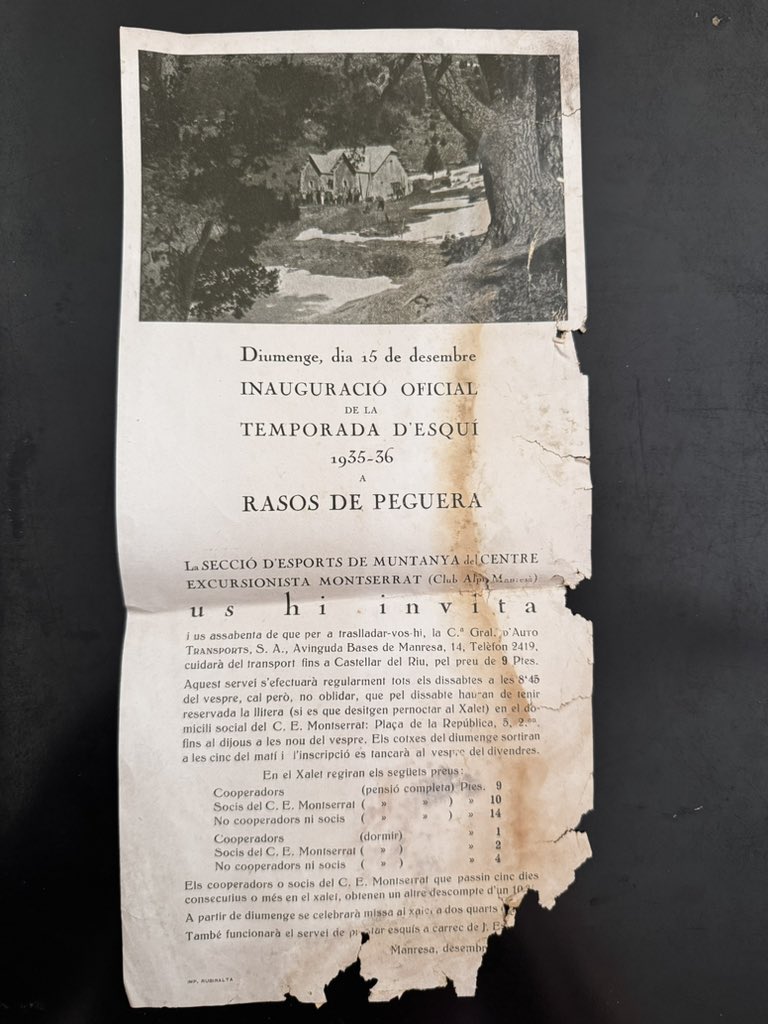 Diumenge, dia 15 de desembre
INAUGURACIÓ OFICIAL
DE LA
TEMPORADA D'ESQUÍ
1935-36
A
RASOS DE PEGUERA
La SECCIÓ D'ESPORTS DE MUNTANYA del CENTRE
EXCURSIONISTA MONTSERRAT (Club Alpí Manresà)
us hi invita
i us assabenta de que per a traslladar-vos-hi, la C.ª Gral. D'AUTO
TRANSPORTS, S. A., Avinguda Bases de Manresa, 14, Telèfon 2419,
cuidarà del transport fins a Castellar del Riu, pel preu de 9 Ptes.
Aquest servei s'efectuarà regularment tots els dissabtes a les 8'45
del vespre, cal però, no oblidar, que pel dissabte hauran de tenir
reservada la llitera (si es que desitgen pernoctar al Xalet) en el do-
micili social del C. E. Montserrat: Plaça de la República, 5, 2.ºⁿ,
fins al dijous a les nou del vespre. Els cotxes del diumenge sortiran
a les cinc del matí i l'inscripció es tancarà al vespre del divendres.
En el Xalet regiran els següets preus:
Cooperadors (pensió completa) Ptes. 9
Socis del C. E. Montserrat ( » » ) » 10
No cooperadors ni socis ( » » ) » 14
Cooperadors (dormir) » 1
Socis del C. E. Montserrat ( » ) » 2
No cooperadors ni socis ( » ) » 4
Els cooperadors o socis del C. E. Montserrat que passin cinc dies
consecutius o més en el xalet, obtenen un altre descompte d'un 10
A partir de diumenge se celebrarà missa al xalet a dos quarts
També funcionarà el servei de prestar esquís a carrec de J.
Manresa, desembre
IMP. RUBIRALTA